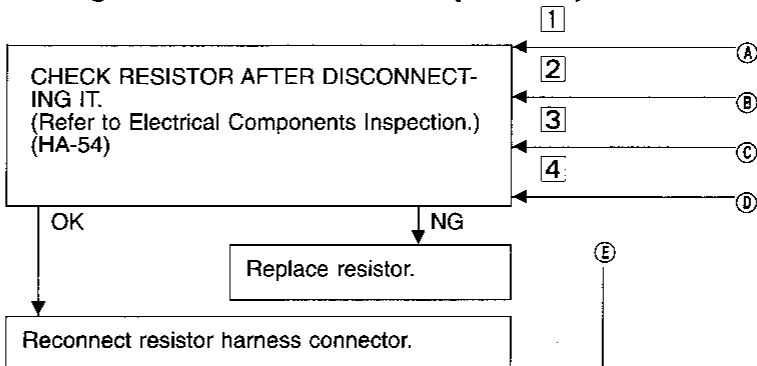 1
A
CHECK RESISTOR AFTER DISCONNECT-
2
ING IT.
B
(Refer to Electrical Components Inspection.)
3
(HA-54)
C
4
D
OK
NG
E
Replace resistor.
Reconnect resistor harness connector.